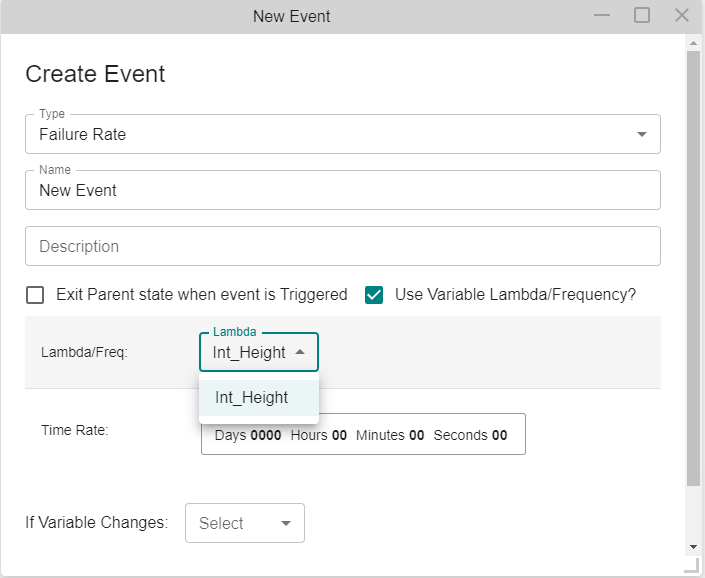 New Event
Create Event
Type
Failure Rate
Name
New Event
Description
Exit Parent state when event is Triggered Use Variable Lambda/Frequency?
Lambda
Lambda/Freq: Int_Height
Int_Height
Time Rate:
Days 0000 Hours 00 Minutes 00 Seconds 00
If Variable Changes: Select